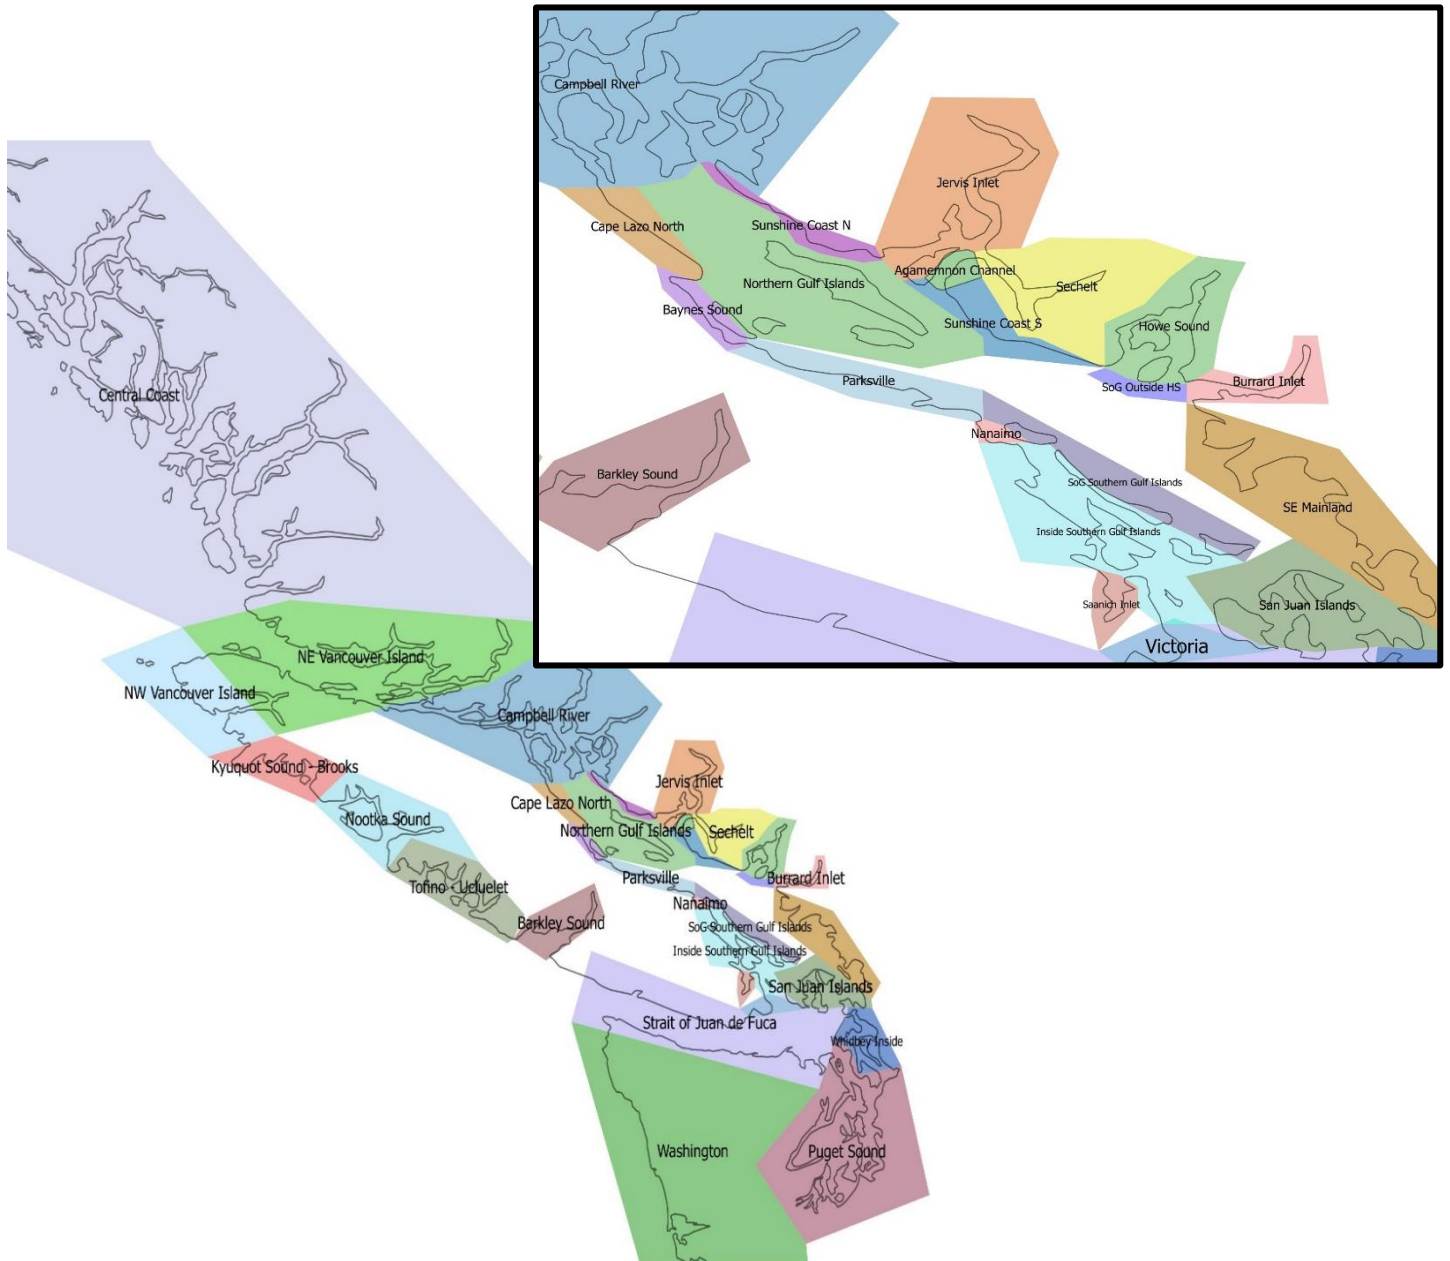 Campbell River
Jervis Inlet
Cape Lazo North
Sunshine Coast N
Agamemnon Channel
Northern Gulf Islands
Sechelt
Baynes Sound
Sunshine Coast S
Howe Sound
Parksville
SoG Outside HS
Burrard Inlet
Nanaimo
Barkley Sound
SoG Southern Gulf Islands
SE Mainland
Inside Southern Gulf Islands
Saanich Inlet
San Juan Islands
Victoria
Central Coast
NE Vancouver Island
NW Vancouver Island
Campbell River
Kyuquot Sound - Brooks
Jervis Inlet
Cape Lazo North
Nootka Sound
Northern Gulf Islands
Sechelt
Parksville
Burrard Inlet
Tofino - Ucluelet
Nanaimo
Barkley Sound
SoG Southern Gulf Islands
Inside Southern Gulf Islands
San Juan Islands
Strait of Juan de Fuca
Whidbey Inside
Washington
Puget Sound